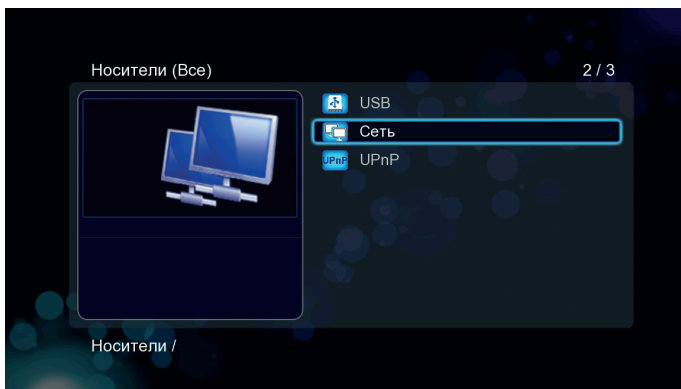 Носители (Все) 2 / 3
USB
Сеть
UPnP UPnP
Носители /